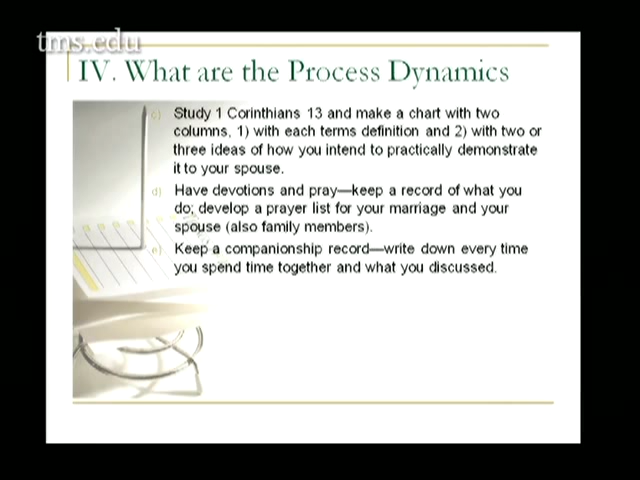 tms.edu
IV. What are the Process Dynamics
c) Study 1 Corinthians 13 and make a chart with two
columns, 1) with each terms definition and 2) with two or
three ideas of how you intend to practically demonstrate
it to your spouse.
d) Have devotions and pray—keep a record of what you
do; develop a prayer list for your marriage and your
spouse (also family members).
e) Keep a companionship record—write down every time
you spend time together and what you discussed.